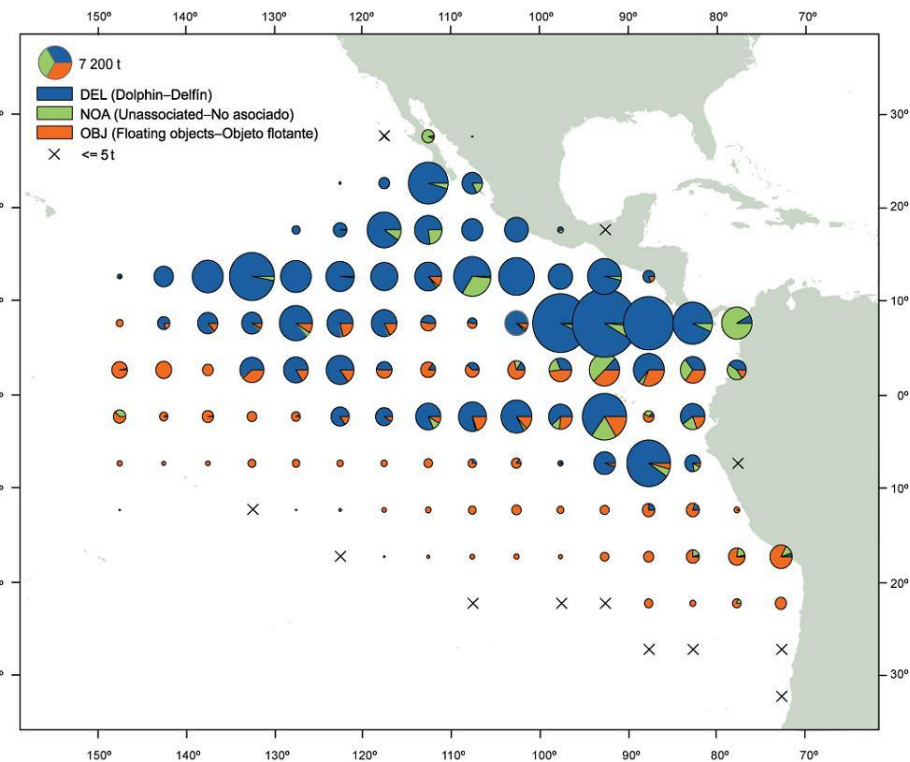 150º 140º 130º 120º 110º 100º 90º 80º 70º
7 200 t
DEL (Dolphin–Delfín)
NOA (Unassociated–No asociado)
OBJ (Floating objects–Objeto flotante)
<= 5 t
30º
20º
10º
0º
10º
20º
30º
150º 140º 130º 120º 110º 100º 90º 80º 70º